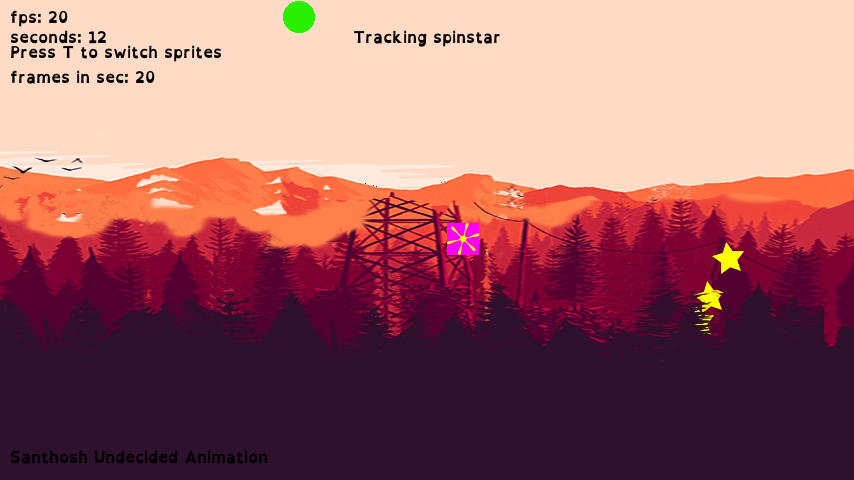 fps: 20
seconds: 12
Tracking spinstar
Press T to switch sprites
frames in sec: 20
Santhosh Undecided Animation